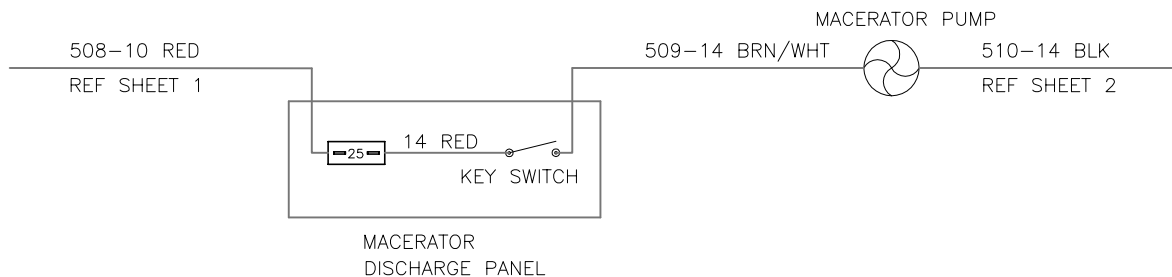 MACERATOR PUMP
508-10 RED
509-14 BRN/WHT
510-14 BLK
REF SHEET 1
REF SHEET 2
25
14 RED
KEY SWITCH
MACERATOR
DISCHARGE PANEL